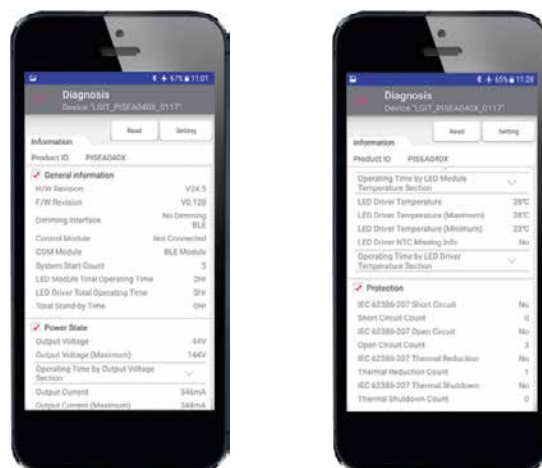 67% 11:01
Diagnosis
Device "LGIT_PISEA040X_0117"
Read Setting
Information
Product ID PISEA040X
General information
H/W Revision V24.5
F/W Revision V0.128
Dimming Interface No Dimming
BLE
Control Module Not Connected
COM Module BLE Module
System Start Count 5
LED Module Total Operating Time 2Hr
LED Driver Total Operating Time 5Hr
Total Stand-by Time 0Hr
Power State
Output Voltage 44V
Output Voltage (Maximum) 144V
Operating Time by Output Voltage
Section
Output Current 346mA
Output Current (Maximum) 348mA
65% 11:28
Diagnosis
Device "LGIT_PISEA040X_0117"
Read Setting
Information
Product ID PISEA040X
Operating Time by LED Module
Temperature Section
LED Driver Temperature 28℃
LED Driver Temperature (Maximum) 28℃
LED Driver Temperature (Minimum) 23℃
LED Driver NTC Missing Info No
Operating Time by LED Driver
Temperature Section
Protection
IEC 62386-207 Short Circuit No
Short Circuit Count 0
IEC 62386-207 Open Circuit No
Open Circuit Count 3
IEC 62386-207 Thermal Reduction No
Thermal Reduction Count 1
IEC 62386-207 Thermal Shutdown No
Thermal Shutdown Count 0